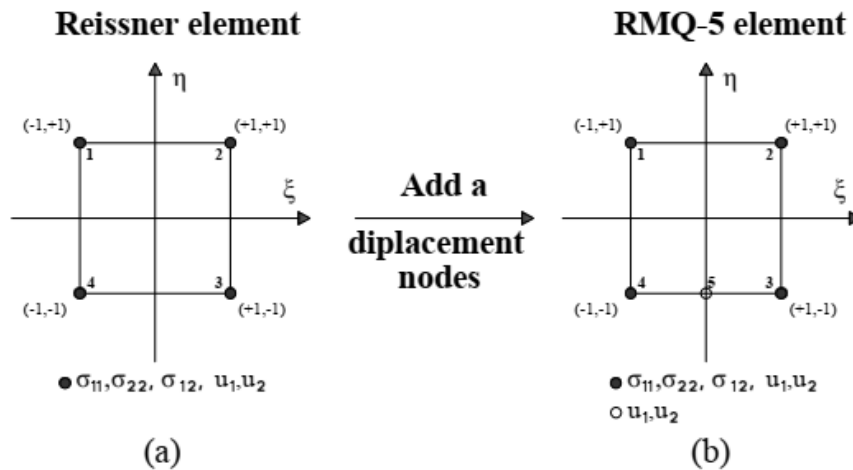 Reissner element
RMQ-5 element
η
(-1,+1)
(+1,+1)
1
2
ξ
4
3
(-1,-1)
(+1,-1)
σ11,σ22, σ12, u1,u2
(a)
Add a
diplacement
nodes
η
(-1,+1)
(+1,+1)
1
2
ξ
4
5
3
(-1,-1)
(+1,-1)
σ11,σ22, σ12, u1,u2
u1,u2
(b)